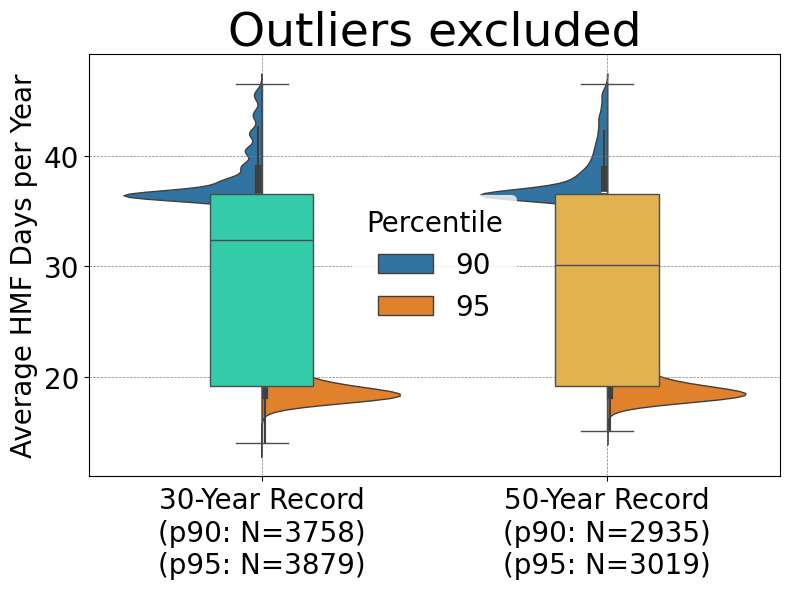 Outliers excluded
Average HMF Days per Year
40
30
20
Percentile
90
95
30-Year Record
(p90: N=3758)
(p95: N=3879)
50-Year Record
(p90: N=2935)
(p95: N=3019)